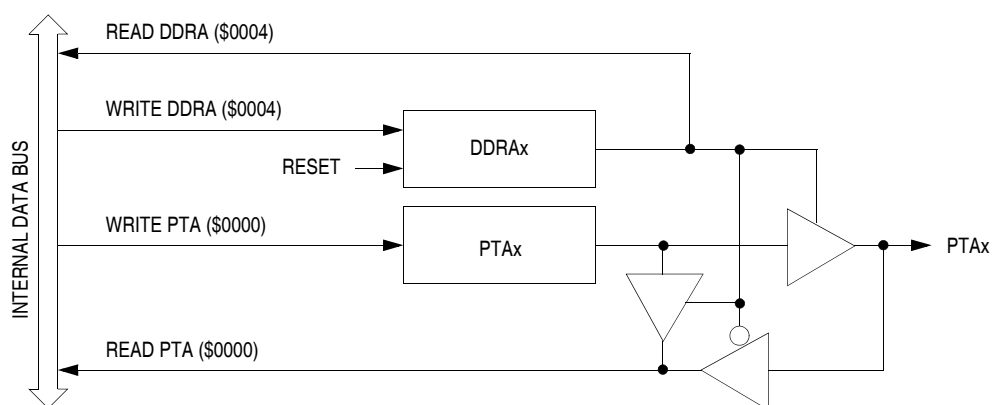 READ DDRA ($0004)
WRITE DDRA ($0004)
DDRAx
RESET
INTERNAL DATA BUS
WRITE PTA ($0000)
PTAx
PTAx
READ PTA ($0000)